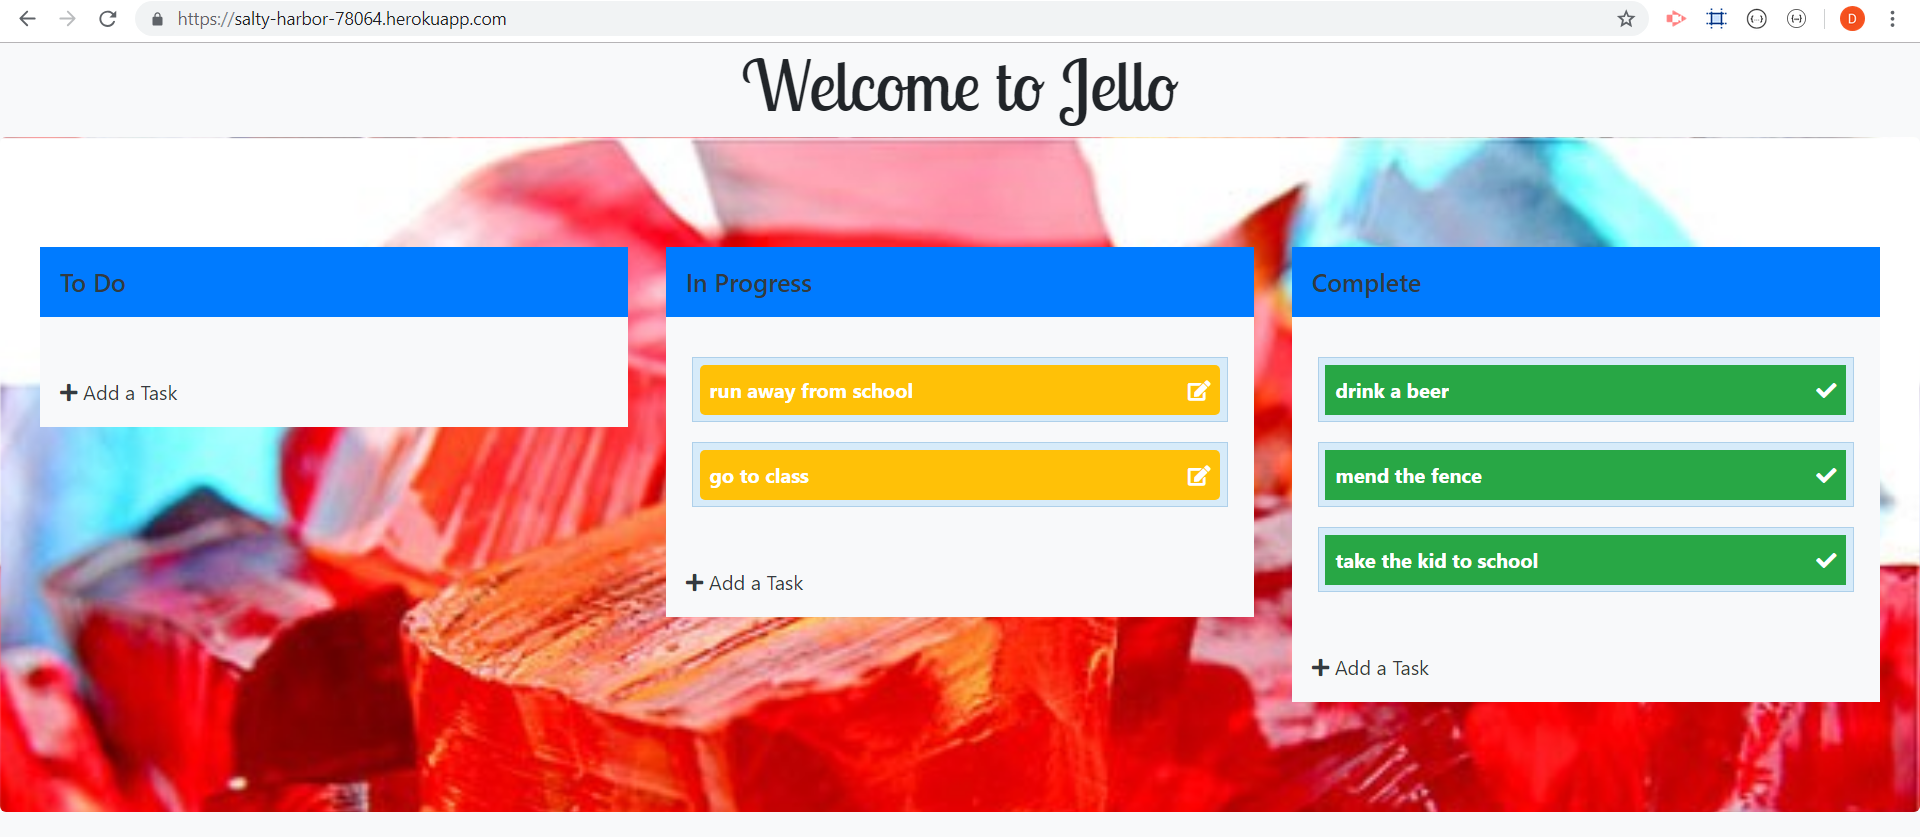 https://salty-harbor-78064.herokuapp.com
D
Welcome to Jello
To Do
Add a Task
In Progress
run away from school
go to class
Add a Task
Complete
drink a beer
mend the fence
take the kid to school
Add a Task